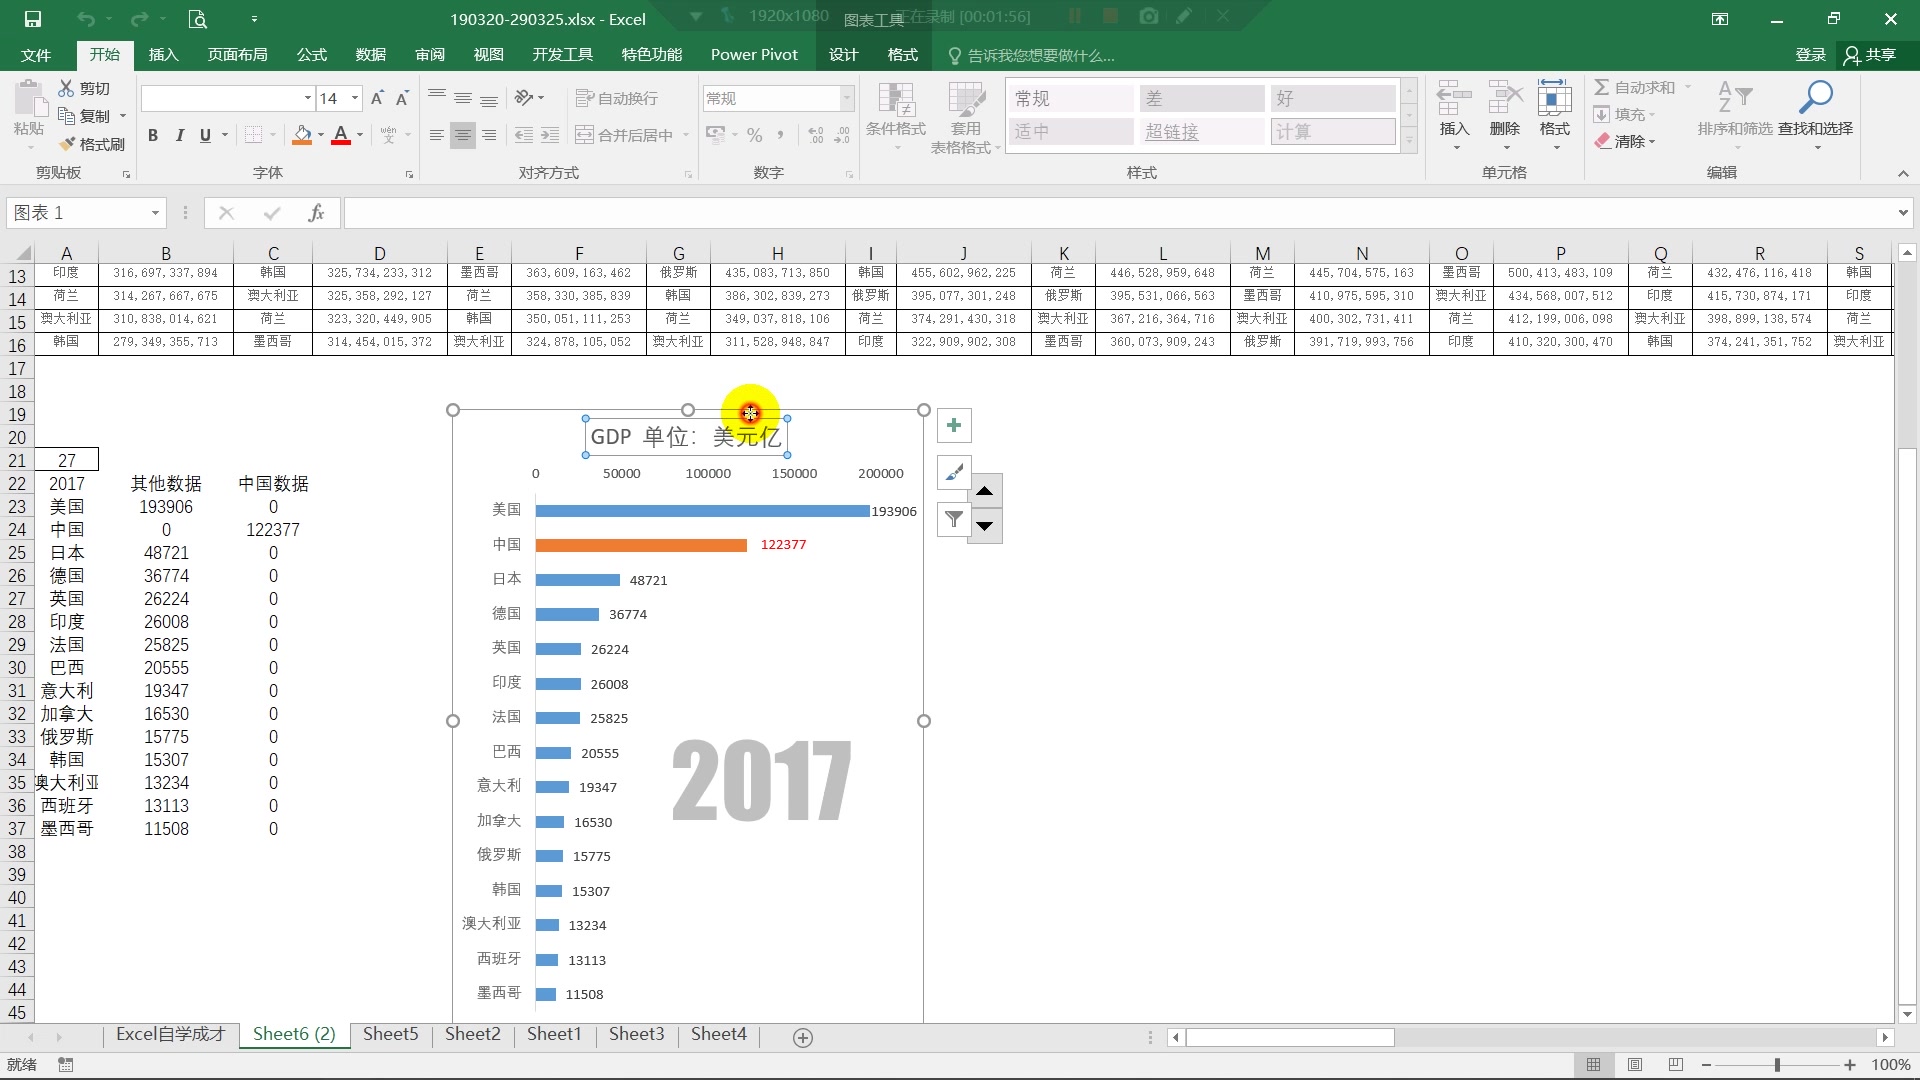 190320-290325.xlsx - Excel
1920x1080
图表工具
正在录制 [00:01:56]
文件 开始 插入 页面布局 公式 数据 审阅 视图 开发工具 特色功能 Power Pivot 设计 格式 告诉我您想要做什么... 登录 共享
粘贴 剪切 复制 格式刷 剪贴板
14 A A B I U A wén 文 字体
自动换行 合并后居中 对齐方式
常规 % , 数字
条件格式 套用表格格式 常规 差 好 适中 超链接 计算 样式
插入 删除 格式 单元格
自动求和 填充 清除 排序和筛选 查找和选择 编辑
图表 1 fx
A B C D E F G H I J K L M N O P Q R S
13 印度 316,697,337,894 韩国 325,734,233,312 墨西哥 363,609,163,462 俄罗斯 435,083,713,850 韩国 455,602,962,225 荷兰 446,528,959,648 荷兰 445,704,575,163 墨西哥 500,413,483,109 荷兰 432,476,116,418 韩国
14 荷兰 314,267,667,675 澳大利亚 325,358,292,127 荷兰 358,330,385,839 韩国 386,302,839,273 俄罗斯 395,077,301,248 俄罗斯 395,531,066,563 墨西哥 410,975,595,310 澳大利亚 434,568,007,512 印度 415,730,874,171 印度
15 澳大利亚 310,838,014,621 荷兰 323,320,449,905 韩国 350,051,111,253 荷兰 349,037,818,106 荷兰 374,291,430,318 澳大利亚 367,216,364,716 澳大利亚 400,302,731,411 荷兰 412,199,006,098 澳大利亚 398,899,138,574 荷兰
16 韩国 279,349,355,713 墨西哥 314,454,015,372 澳大利亚 324,878,105,052 澳大利亚 311,528,948,847 印度 322,909,902,308 墨西哥 360,073,909,243 俄罗斯 391,719,993,756 印度 410,320,300,470 韩国 374,241,351,752 澳大利亚
17
18
19
20
21 27
22 2017 其他数据 中国数据
23 美国 193906 0
24 中国 0 122377
25 日本 48721 0
26 德国 36774 0
27 英国 26224 0
28 印度 26008 0
29 法国 25825 0
30 巴西 20555 0
31 意大利 19347 0
32 加拿大 16530 0
33 俄罗斯 15775 0
34 韩国 15307 0
35 澳大利亚 13234 0
36 西班牙 13113 0
37 墨西哥 11508 0
38
39
40
41
42
43
44
45
GDP 单位：美元亿
0 50000 100000 150000 200000
美国 193906
中国 122377
日本 48721
德国 36774
英国 26224
印度 26008
法国 25825
巴西 20555
意大利 19347
加拿大 16530
俄罗斯 15775
韩国 15307
澳大利亚 13234
西班牙 13113
墨西哥 11508
2017
Excel自学成才 Sheet6 (2) Sheet5 Sheet2 Sheet1 Sheet3 Sheet4
就绪 100%